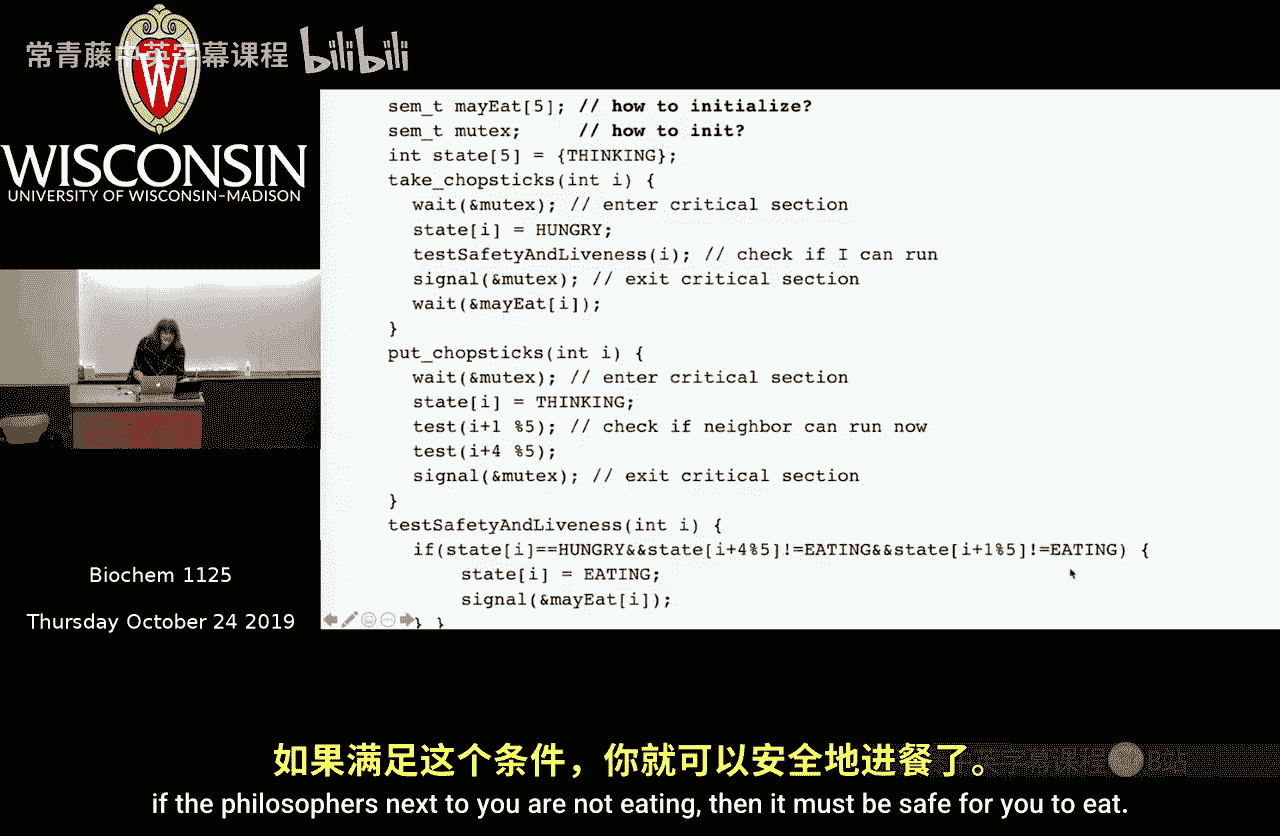 常青藤中英字幕课程 bilibili
W
WISCONSIN
UNIVERSITY OF WISCONSIN-MADISON
sem_t mayEat[5]; // how to initialize?
sem_t mutex; // how to init?
int state[5] = {THINKING};
take_chopsticks(int i) {
wait(&mutex); // enter critical section
state[i] = HUNGRY;
testSafetyAndLiveness(i); // check if I can run
signal(&mutex); // exit critical section
wait(&mayEat[i]);
}
put_chopsticks(int i) {
wait(&mutex); // enter critical section
state[i] = THINKING;
test(i+1 %5); // check if neighbor can run now
test(i+4 %5);
signal(&mutex); // exit critical section
}
testSafetyAndLiveness(int i) {
if(state[i]==HUNGRY&&state[i+4%5]!=EATING&&state[i+1%5]!=EATING) {
state[i] = EATING;
signal(&mayEat[i]);
} }
Biochem 1125
Thursday October 24 2019
如果满足这个条件，你就可以安全地进餐了。
英字幕课程 B站
if the philosophers next to you are not eating, then it must be safe for you to eat.